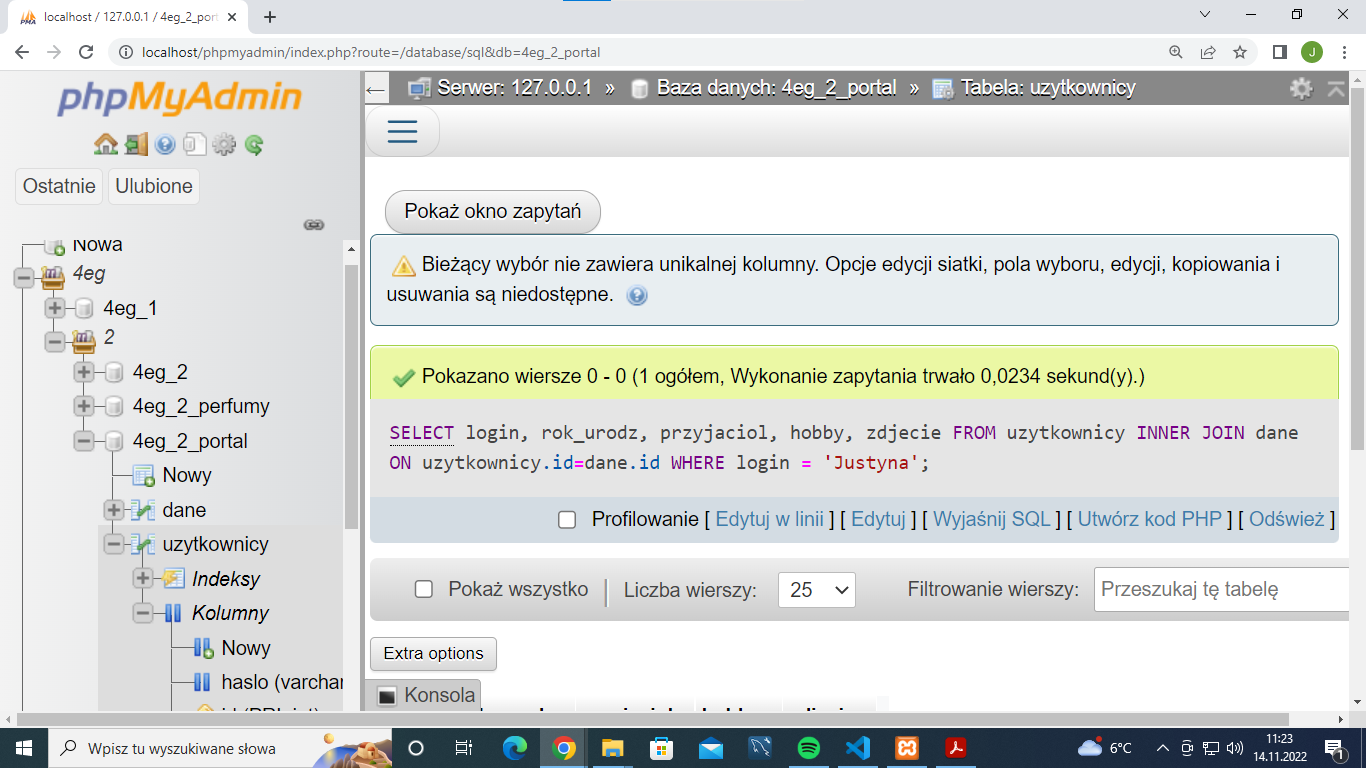 localhost / 127.0.0.1 / 4eg_2_port
localhost/phpmyadmin/index.php?route=/database/sql&db=4eg_2_portal
J
phpMyAdmin
Ostatnie Ulubione
Nowa
4eg
4eg_1
2
4eg_2
4eg_2_perfumy
4eg_2_portal
Nowy
dane
uzytkownicy
Indeksy
Kolumny
Nowy
haslo (varchar
Serwer: 127.0.0.1 » Baza danych: 4eg_2_portal » Tabela: uzytkownicy
Pokaż okno zapytań
Bieżący wybór nie zawiera unikalnej kolumny. Opcje edycji siatki, pola wyboru, edycji, kopiowania i
usuwania są niedostępne.
Pokazano wiersze 0 - 0 (1 ogółem, Wykonanie zapytania trwało 0,0234 sekund(y).)
SELECT login, rok_urodz, przyjaciol, hobby, zdjecie FROM uzytkownicy INNER JOIN dane
ON uzytkownicy.id=dane.id WHERE login = 'Justyna';
Profilowanie [ Edytuj w linii ] [ Edytuj ] [ Wyjaśnij SQL ] [ Utwórz kod PHP ] [ Odśwież ]
Pokaż wszystko | Liczba wierszy: 25 Filtrowanie wierszy: Przeszukaj tę tabelę
Extra options
Konsola
Wpisz tu wyszukiwane słowa
6°C
11:23
14.11.2022
1